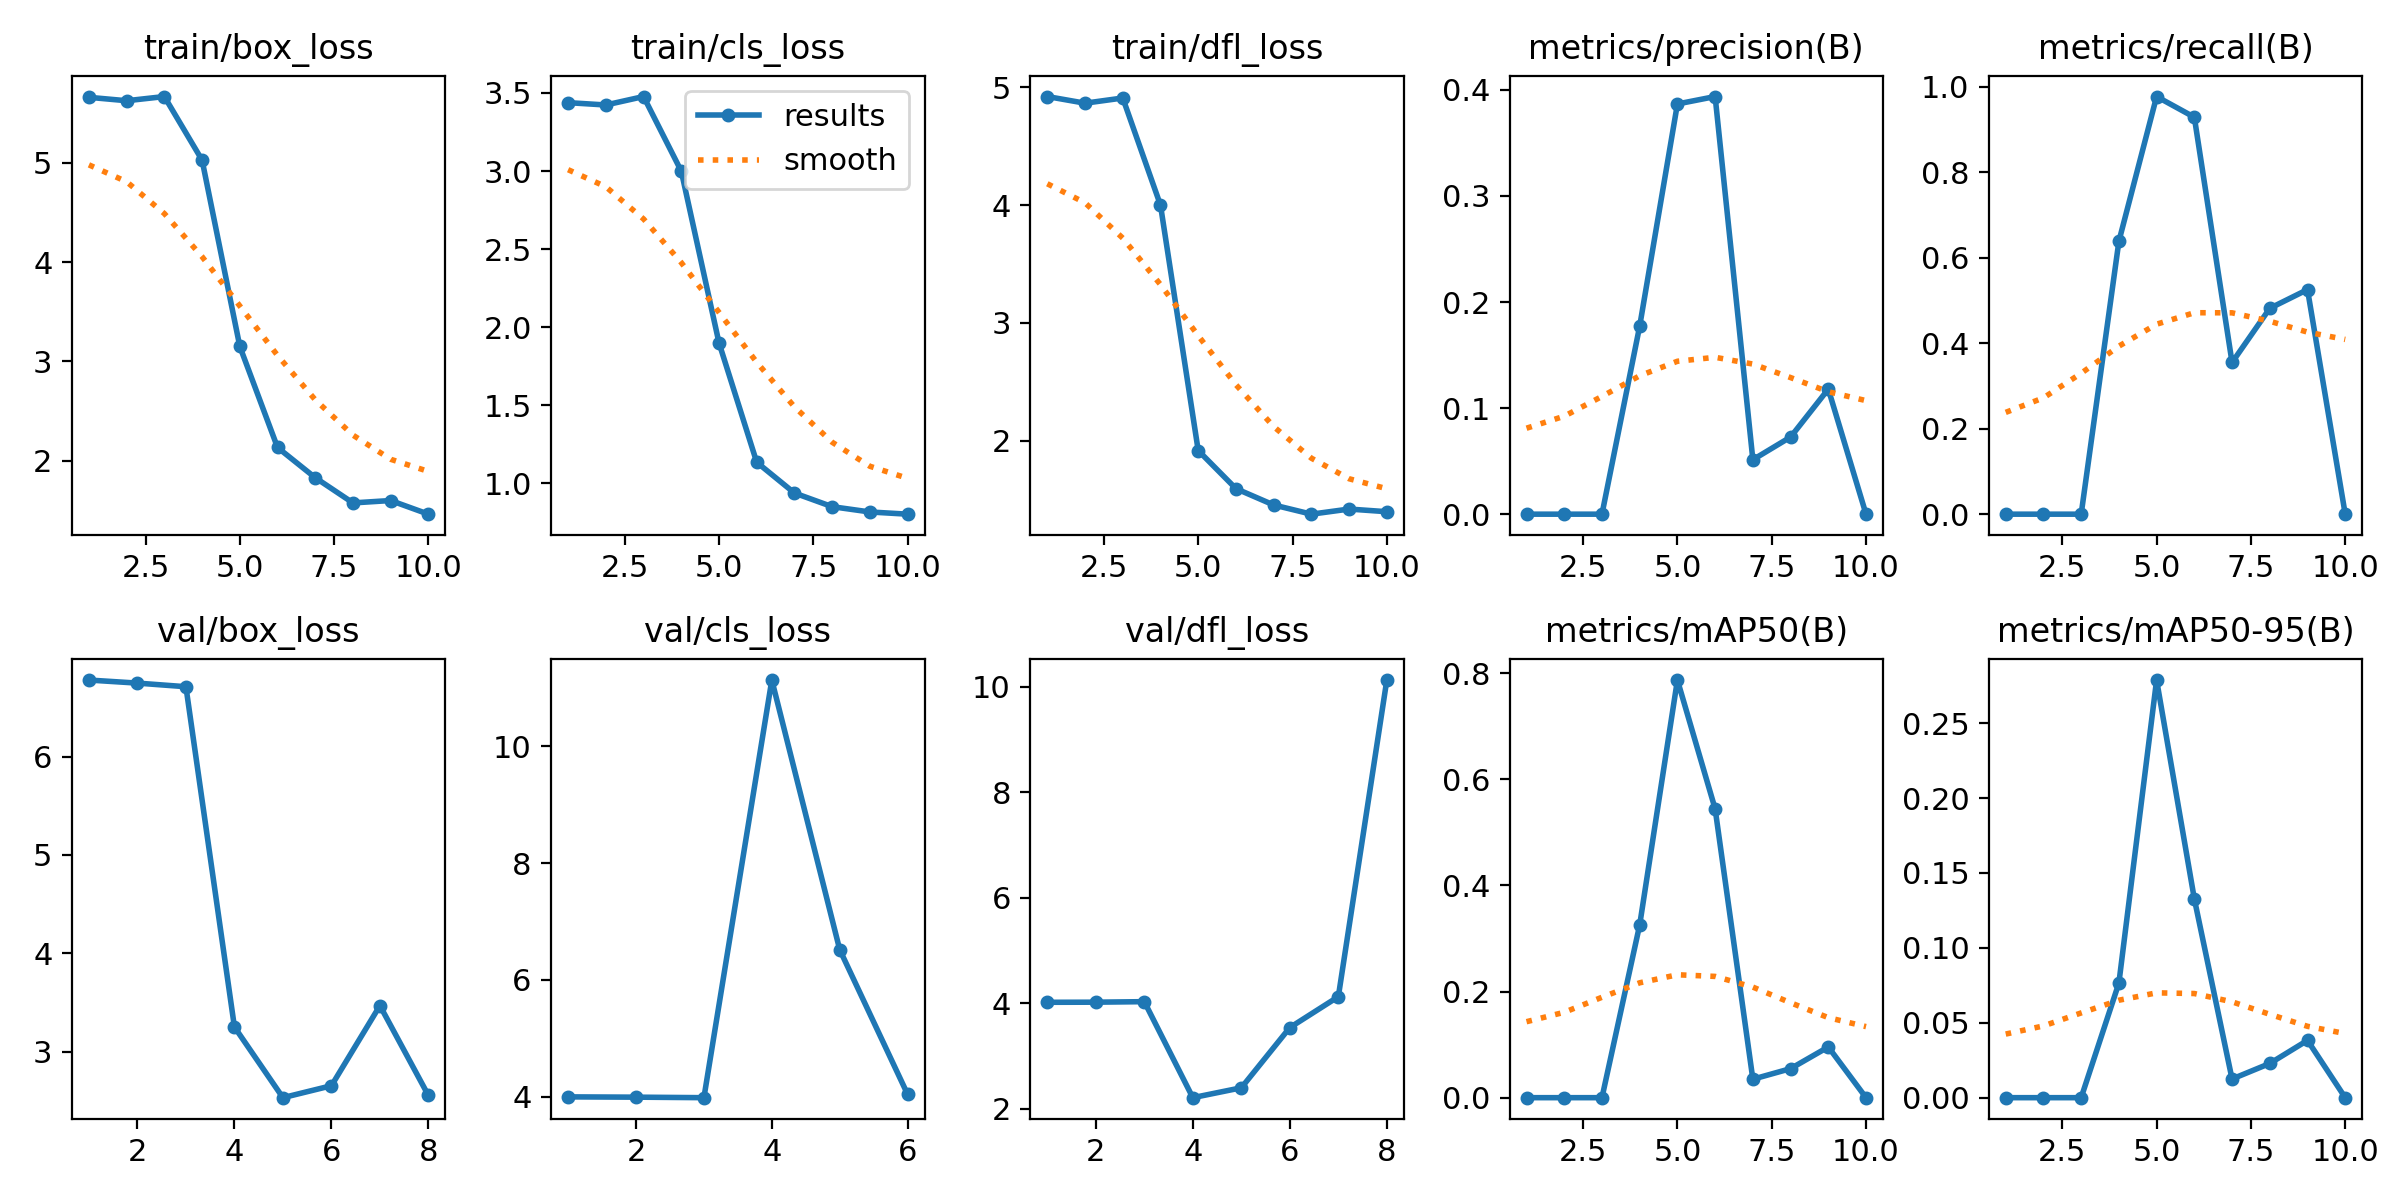 train/box_loss
train/cls_loss
train/dfl_loss
metrics/precision(B)
metrics/recall(B)
5
4
3
2
2.5 5.0 7.5 10.0
3.5
3.0
2.5
2.0
1.5
1.0
results
smooth
2.5 5.0 7.5 10.0
5
4
3
2
2.5 5.0 7.5 10.0
0.4
0.3
0.2
0.1
0.0
2.5 5.0 7.5 10.0
1.0
0.8
0.6
0.4
0.2
0.0
2.5 5.0 7.5 10.0
val/box_loss
val/cls_loss
val/dfl_loss
metrics/mAP50(B)
metrics/mAP50-95(B)
6
5
4
3
2 4 6 8
10
8
6
4
2 4 6
10
8
6
4
2
2 4 6 8
0.8
0.6
0.4
0.2
0.0
2.5 5.0 7.5 10.0
0.25
0.20
0.15
0.10
0.05
0.00
2.5 5.0 7.5 10.0